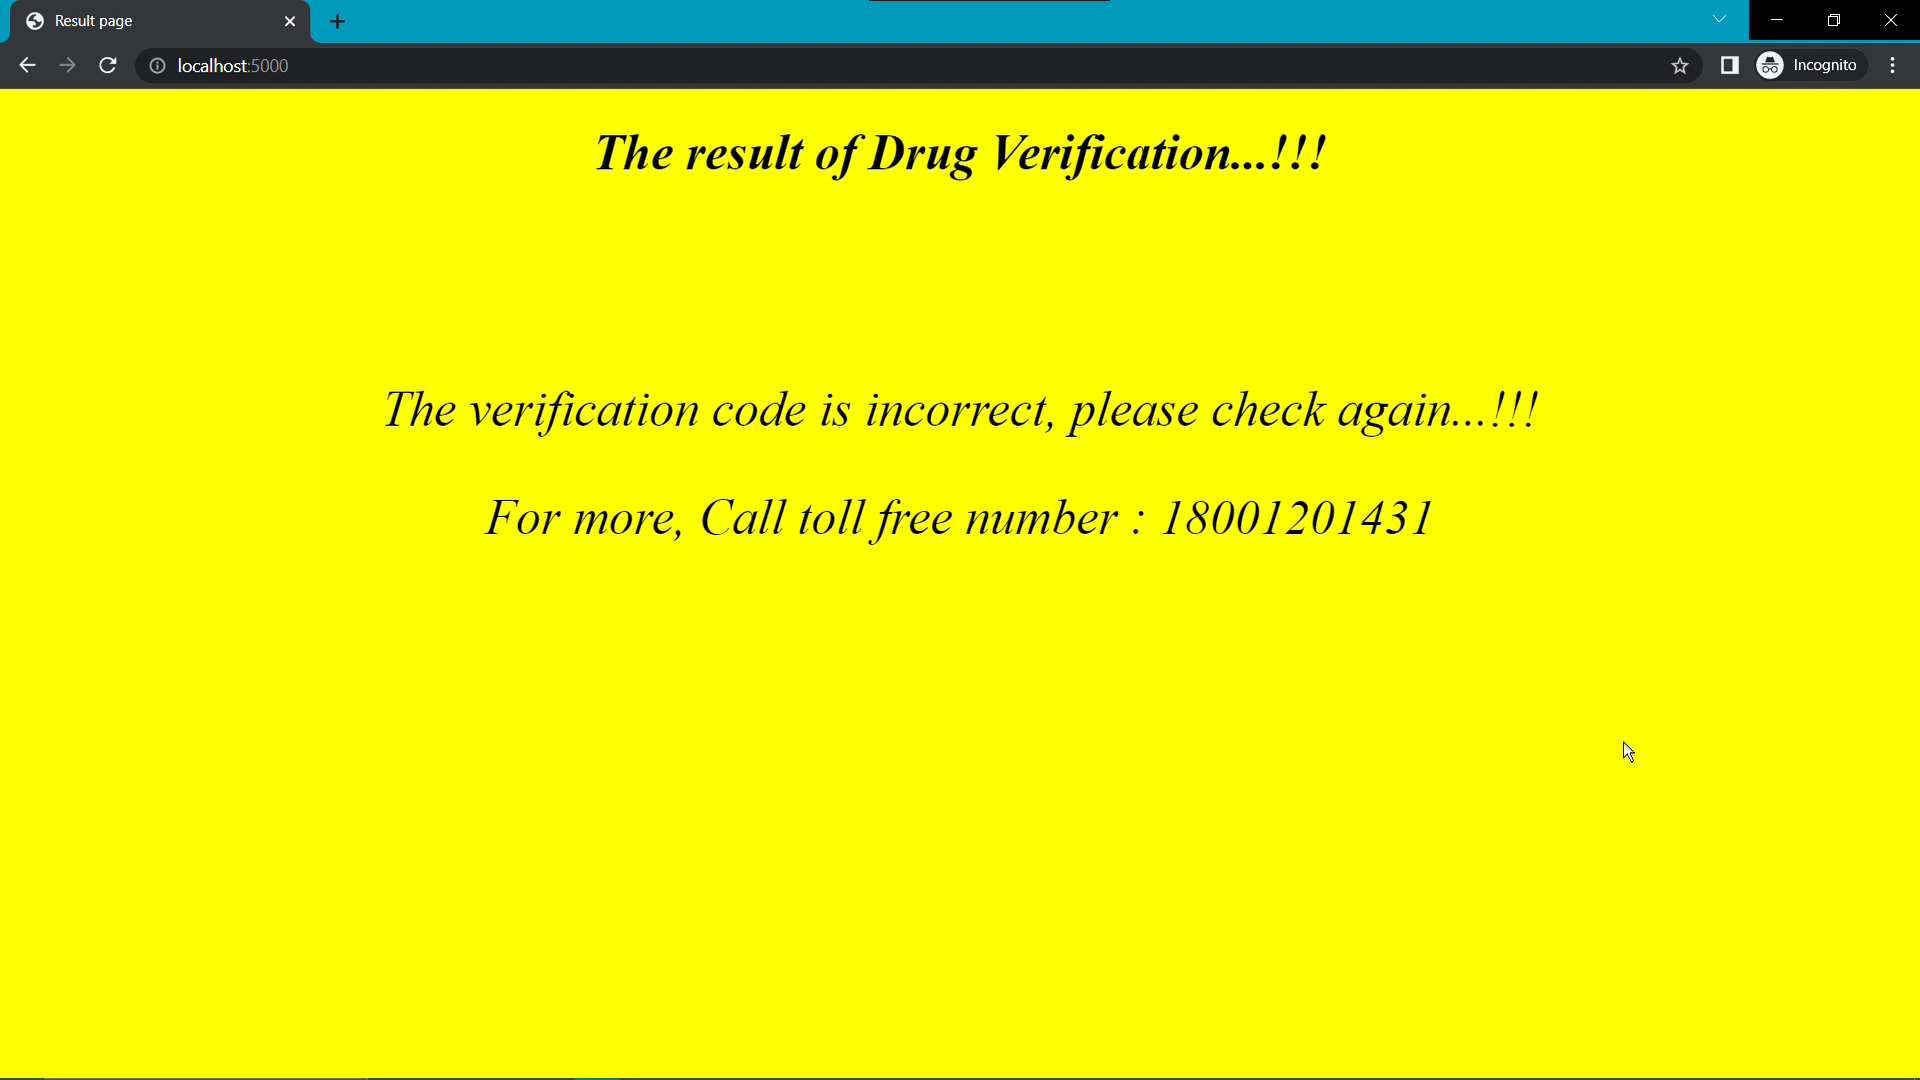 Result page
localhost:5000
Incognito
The result of Drug Verification...!!!
The verification code is incorrect, please check again...!!!
For more, Call toll free number : 18001201431